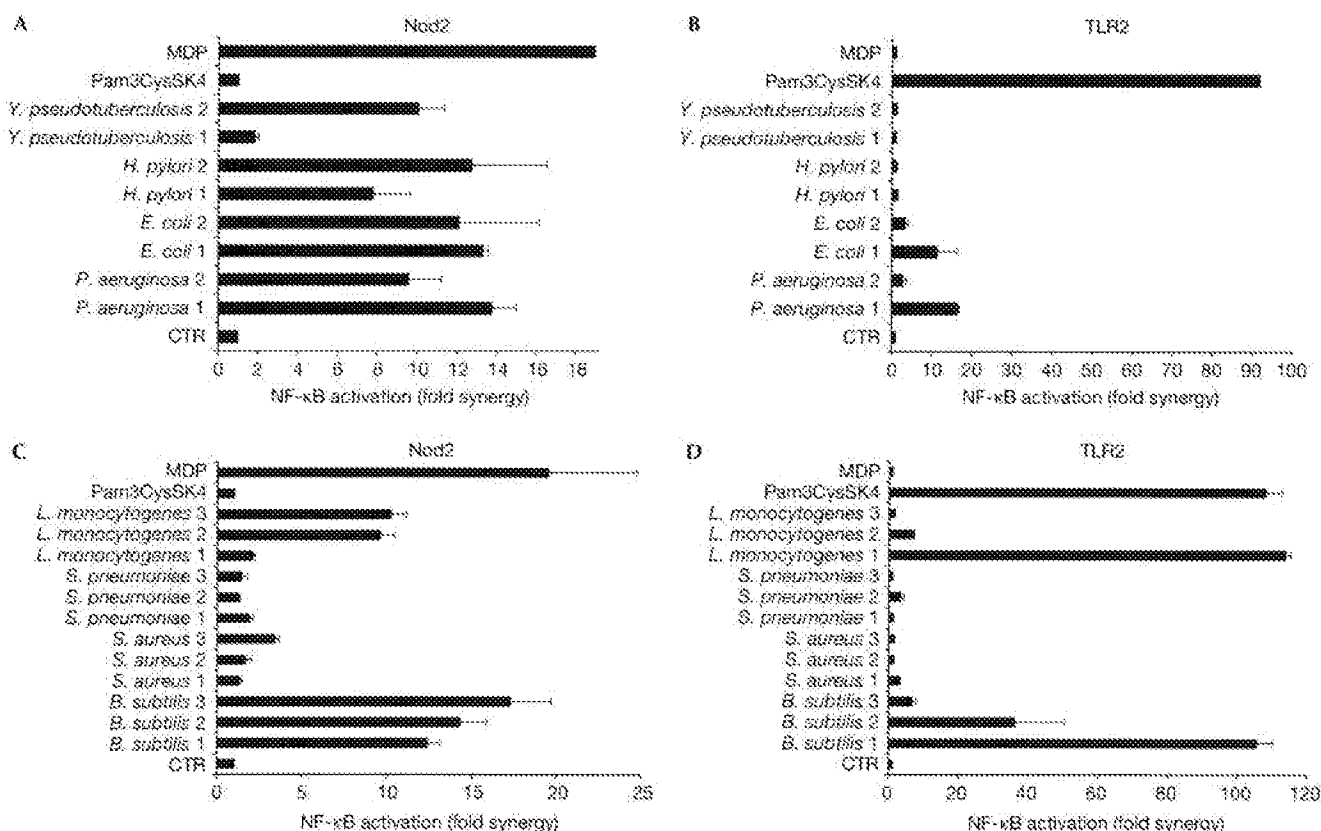 A
Nod2
MDP
Pam3CysSK4
Y. pseudotuberculosis 2
Y. pseudotuberculosis 1
H. pylori 2
H. pylori 1
E. coli 2
E. coli 1
P. aeruginosa 2
P. aeruginosa 1
CTR
0 2 4 6 8 10 12 14 16 18
NF-κB activation (fold synergy)
B
TLR2
MDP
Pam3CysSK4
Y. pseudotuberculosis 2
Y. pseudotuberculosis 1
H. pylori 2
H. pylori 1
E. coli 2
E. coli 1
P. aeruginosa 2
P. aeruginosa 1
CTR
0 10 20 30 40 50 60 70 80 90 100
NF-κB activation (fold synergy)
C
Nod2
MDP
Pam3CysSK4
L. monocytogenes 3
L. monocytogenes 2
L. monocytogenes 1
S. pneumoniae 3
S. pneumoniae 2
S. pneumoniae 1
S. aureus 3
S. aureus 2
S. aureus 1
B. subtilis 3
B. subtilis 2
B. subtilis 1
CTR
0 5 10 15 20 25
NF-κB activation (fold synergy)
D
TLR2
MDP
Pam3CysSK4
L. monocytogenes 3
L. monocytogenes 2
L. monocytogenes 1
S. pneumoniae 3
S. pneumoniae 2
S. pneumoniae 1
S. aureus 3
S. aureus 2
S. aureus 1
B. subtilis 3
B. subtilis 2
B. subtilis 1
CTR
0 20 40 60 80 100 120
NF-κB activation (fold synergy)